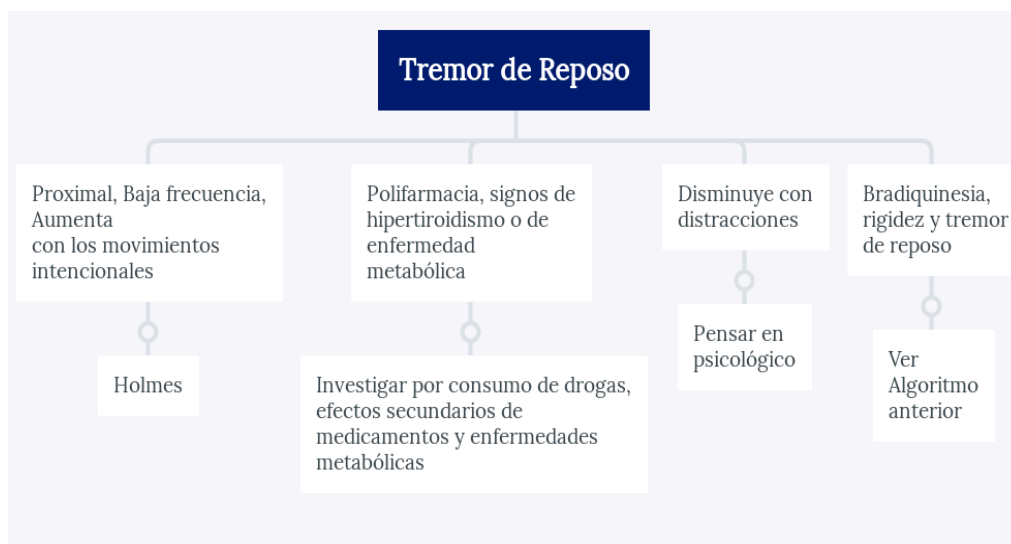 Tremor de Reposo
Proximal, Baja frecuencia,
Aumenta
con los movimientos
intencionales
Holmes
Polifarmacia, signos de
hipertiroidismo o de
enfermedad
metabólica
Investigar por consumo de drogas,
efectos secundarios de
medicamentos y enfermedades
metabólicas
Disminuye con
distracciones
Pensar en
psicológico
Bradiquinesia,
rigidez y tremor
de reposo
Ver
Algoritmo
anterior